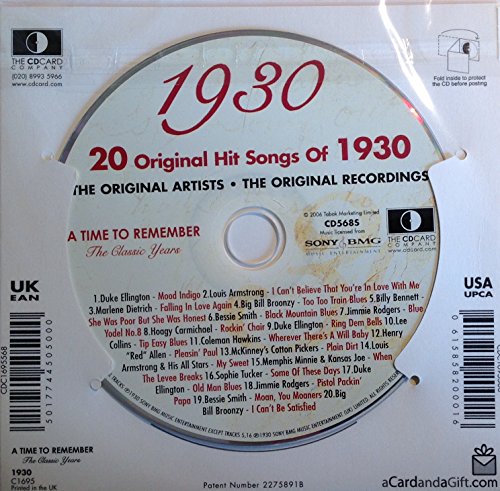 THE CDCARD
COMPANY
(020) 8993 5966
www.cdcard.com
Fold inside to protect
the CD before posting
1930
20 Original Hit Songs Of 1930
THE ORIGINAL ARTISTS • THE ORIGINAL RECORDINGS
A TIME TO REMEMBER
The Classic Years
© 2006 Tabak Marketing Limited
CD568S
Music licensed from
SONY BMG
MUSIC ENTERTAINMENT
THE CDCARD
COMPANY
www.cdcard.com
UK
EAN
USA
UPCA
1.Duke Ellington - Mood Indigo 2.Louis Armstrong - I Can't Believe That You're In Love With Me
3.Marlene Dietrich - Falling In Love Again 4.Big Bill Broonzy - Too Too Train Blues 5.Billy Bennett -
She Was Poor But She Was Honest 6.Bessie Smith - Black Mountain Blues 7.Jimmie Rodgers - Blue
Yodel No.8 8.Hoagy Carmichael - Rockin' Chair 9.Duke Ellington - Ring Dem Bells 10.Lee
Collins - Tip Easy Blues 11.Coleman Hawkins - Wherever There's A Will Baby 12.Henry
"Red" Allen - Pleasin' Paul 13.McKinney's Cotton Pickers - Plain Dirt 14.Louis
Armstrong & His All Stars - My Sweet 15.Memphis Minnie & Kansas Joe - When
The Levee Breaks 16.Sophie Tucker - Some Of These Days 17.Duke
Ellington - Old Man Blues 18.Jimmie Rodgers - Pistol Packin'
Papa 19.Bessie Smith - Moan, You Mooners 20.Big
Bill Broonzy - I Can't Be Satisfied
CDC1695568
5017744505000
0 61585820001 6
A TIME TO REMEMBER
The Classic Years
1930
C1695
Printed in the UK
Patent Number 2275891B
aCardandaGift.com